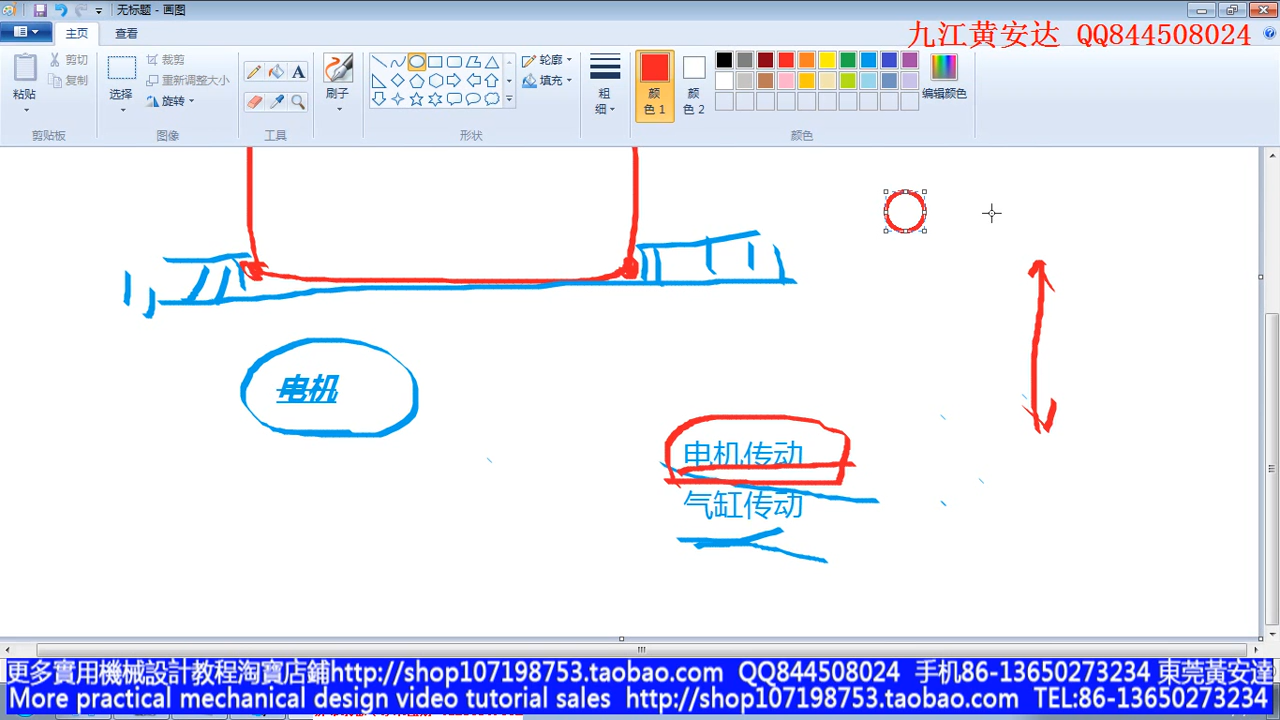 无标题 - 画图
九江黄安达 QQ844508024
主页
查看
粘贴
剪切
复制
选择
裁剪
重新调整大小
旋转
刷子
轮廓
填充
粗
细
颜
色 1
颜
色 2
编辑颜色
剪贴板
图像
工具
形状
颜色
电机
电机传动
气缸传动
更多實用機械設計教程淘寶店鋪http://shop107198753.taobao.com QQ844508024 手机86-13650273234 東莞黃安達
More practical mechanical design video tutorial sales http://shop107198753.taobao.com TEL:86-13650273234